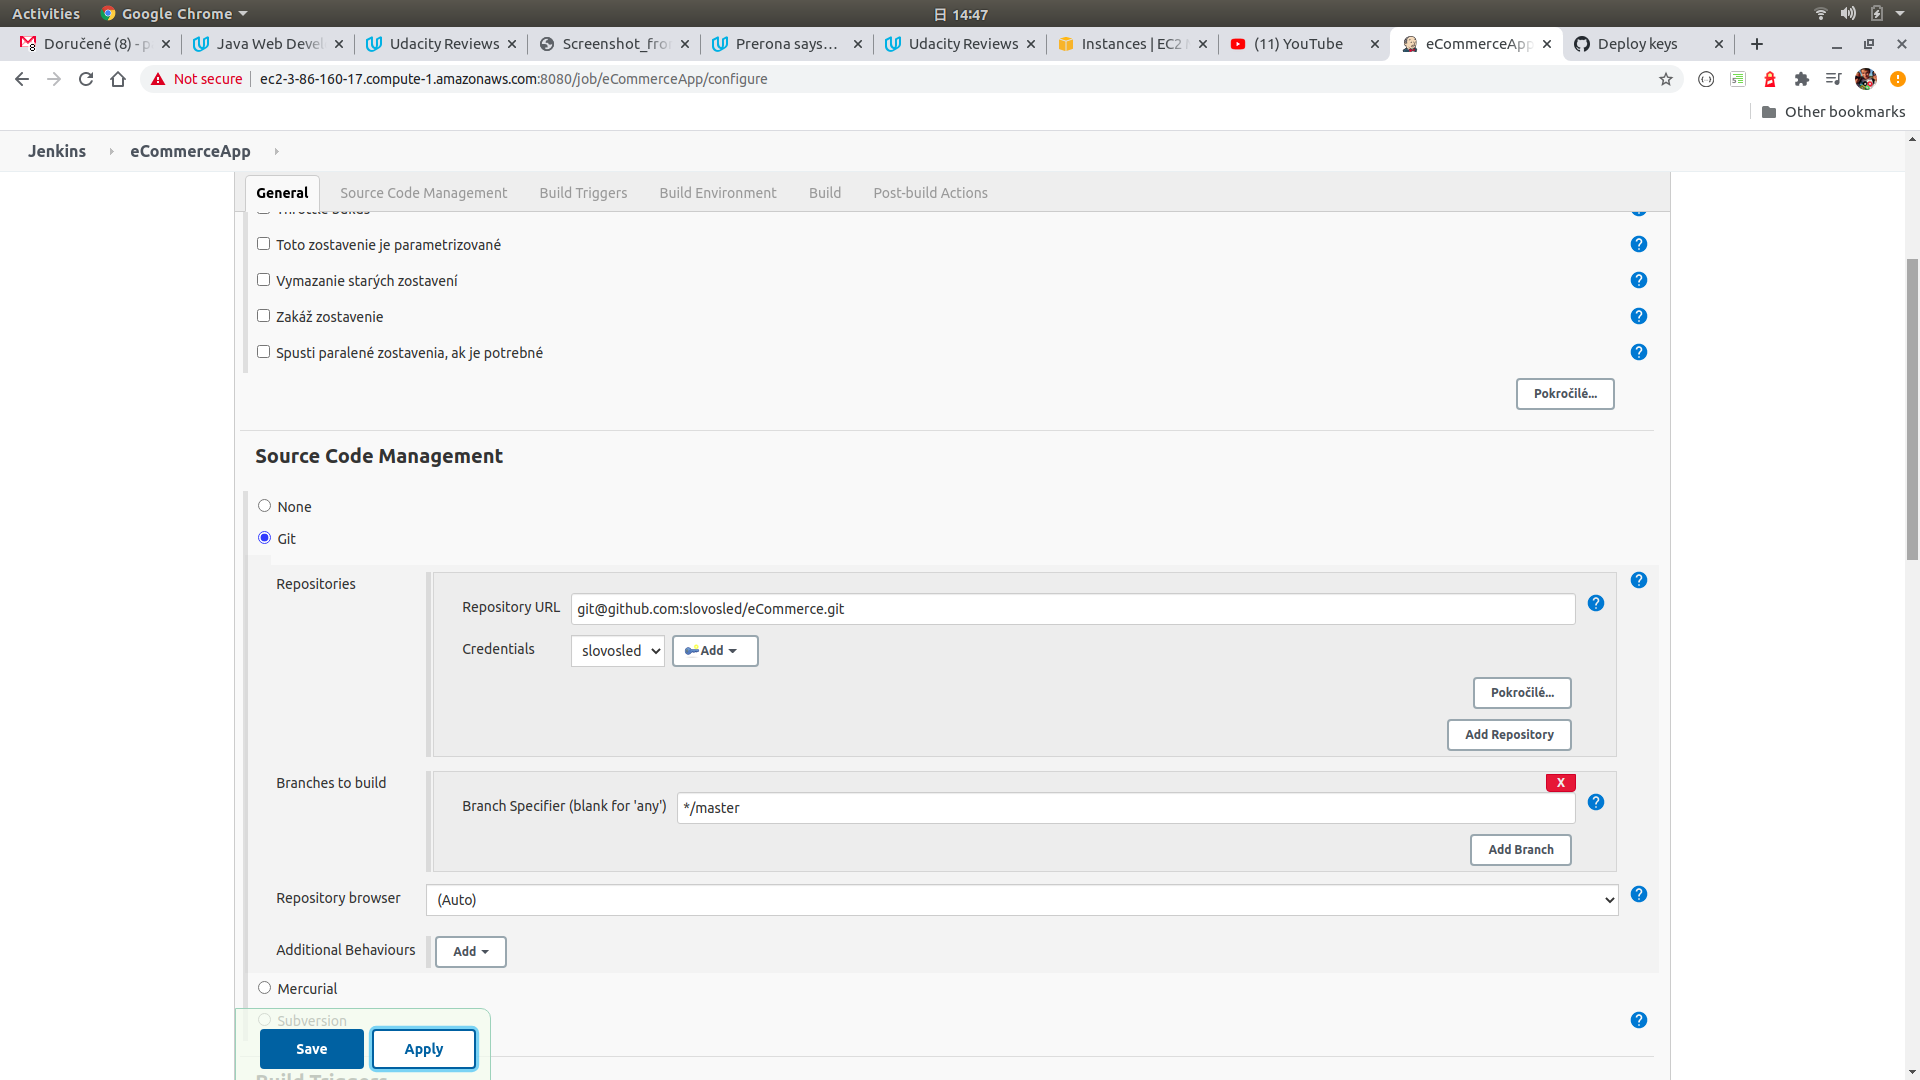 Activities Google Chrome 日 14:47
Doručené (8) - p Java Web Devel Udacity Reviews Screenshot_fro Prerona says… Udacity Reviews Instances | EC2 (11) YouTube eCommerceApp Deploy keys
Not secure ec2-3-86-160-17.compute-1.amazonaws.com:8080/job/eCommerceApp/configure
Other bookmarks
Jenkins eCommerceApp
General Source Code Management Build Triggers Build Environment Build Post-build Actions
Throttle builds
Toto zostavenie je parametrizované
Vymazanie starých zostavení
Zakáž zostavenie
Spusti paralené zostavenia, ak je potrebné
Pokročilé...
Source Code Management
None
Git
Repositories
Repository URL git@github.com:slovosled/eCommerce.git
Credentials slovosled Add
Pokročilé...
Add Repository
Branches to build
X
Branch Specifier (blank for 'any') */master
Add Branch
Repository browser (Auto)
Additional Behaviours Add
Mercurial
Subversion
Save Apply
Build Triggers